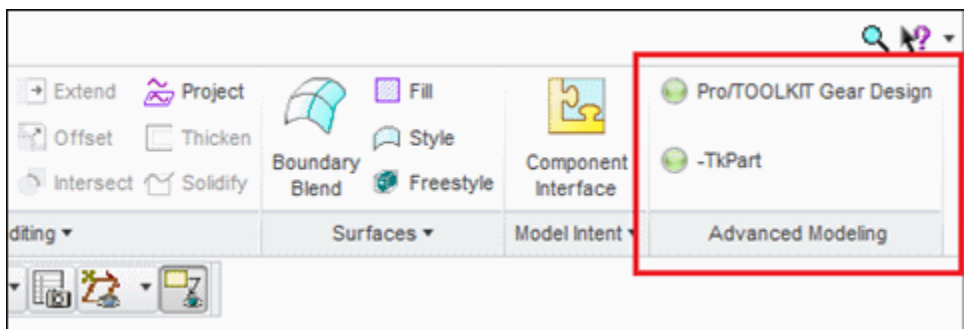 Extend
Project
Offset
Thicken
Intersect
Solidify
diting
Boundary
Blend
Fill
Style
Freestyle
Surfaces
Component
Interface
Model Intent
Pro/TOOLKIT Gear Design
-TkPart
Advanced Modeling